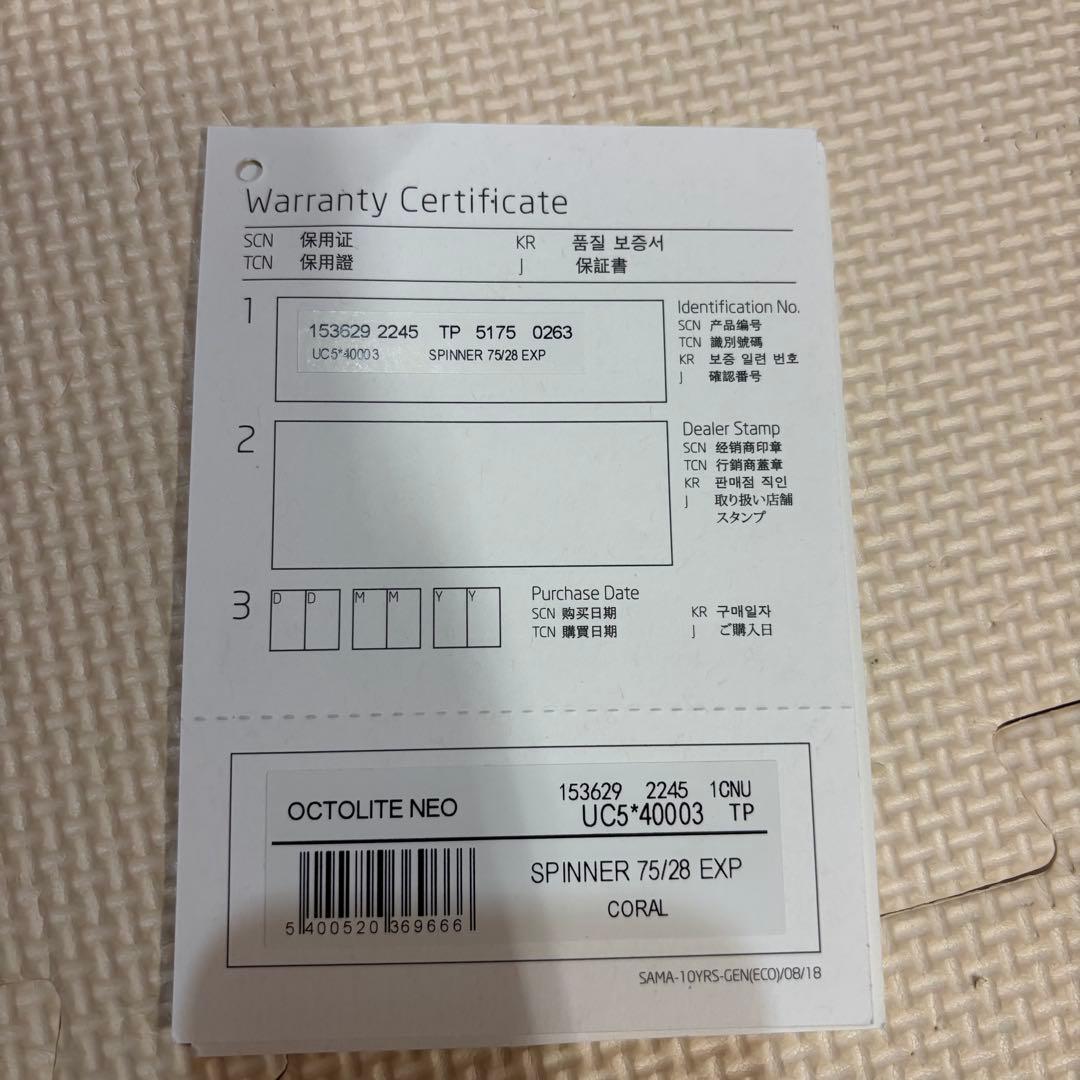 Warranty Certificate
SCN 保用证
TCN 保用證
KR 품질 보증서
J 保証書
1
153629 2245 TP 5175 0263
UC5*40003 SPINNER 75/28 EXP
Identification No.
SCN 产品编号
TCN 識別號碼
KR 보증 일련 번호
J 確認番号
2
Dealer Stamp
SCN 经销商印章
TCN 行銷商蓋章
KR 판매점 직인
J 取り扱い店舗
スタンプ
3
D D M M Y Y
Purchase Date
SCN 购买日期
TCN 購買日期
KR 구매일자
J ご購入日
OCTOLITE NEO
153629 2245 1CNU
UC5*40003 TP
SPINNER 75/28 EXP
CORAL
5 400520 369666
SAMA-10YRS-GEN(ECO)/08/18